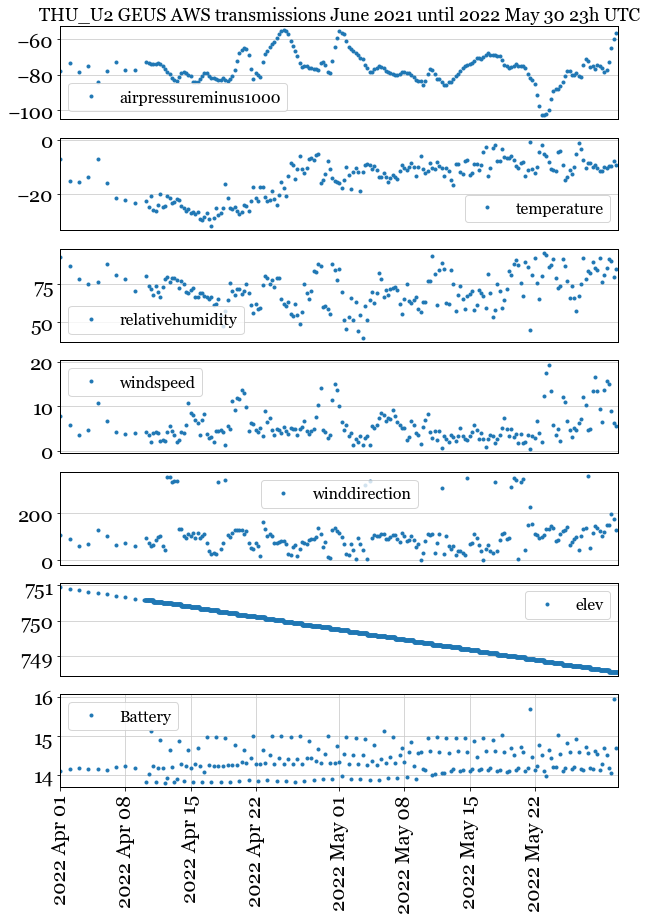 THU_U2 GEUS AWS transmissions June 2021 until 2022 May 30 23h UTC
−60
−80
−100
airpressureminus1000
0
−20
temperature
75
50
relativehumidity
20
10
0
windspeed
200
0
winddirection
751
750
749
elev
16
15
14
Battery
2022 Apr 01
2022 Apr 08
2022 Apr 15
2022 Apr 22
2022 May 01
2022 May 08
2022 May 15
2022 May 22